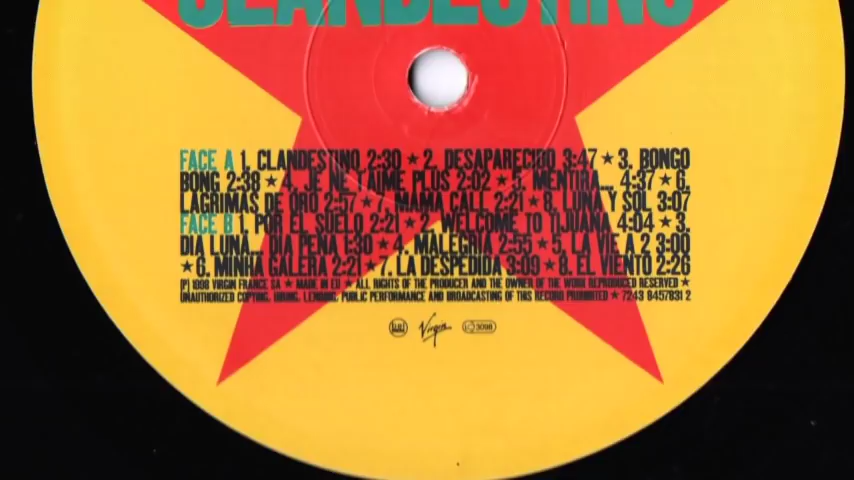 CLANDESTINO
FACE A 1. CLANDESTINO 2:30 ★ 2. DESAPARECIDO 3:47 ★ 3. BONGO
BONG 2:38 ★ 4. JE NE T'AIME PLUS 2:02 ★ 5. MENTIRA... 4:37 ★ 6.
LAGRIMAS DE ORO 2:57 ★ 7. MAMA CALL 2:21 ★ 8. LUNA Y SOL 3:07
FACE B 1. POR EL SUELO 2:21 ★ 2. WELCOME TO TIJUANA 4:04 ★ 3.
DIA LUNA... DIA PENA 1:30 ★ 4. MALEGRIA 2:55 ★ 5. LA VIE A 2 3:00
★ 6. MINHA GALERA 2:21 ★ 7. LA DESPEDIDA 3:09 ★ 8. EL VIENTO 2:26
(P) 1998 VIRGIN FRANCE SA ★ MADE IN EU ★ ALL RIGHTS OF THE PRODUCER AND THE OWNER OF THE WORK REPRODUCED RESERVED ★
UNAUTHORIZED COPYING, HIRING, LENDING, PUBLIC PERFORMANCE AND BROADCASTING OF THIS RECORD PROHIBITED ★ 7243 8457831 2
Virgin LC 3098